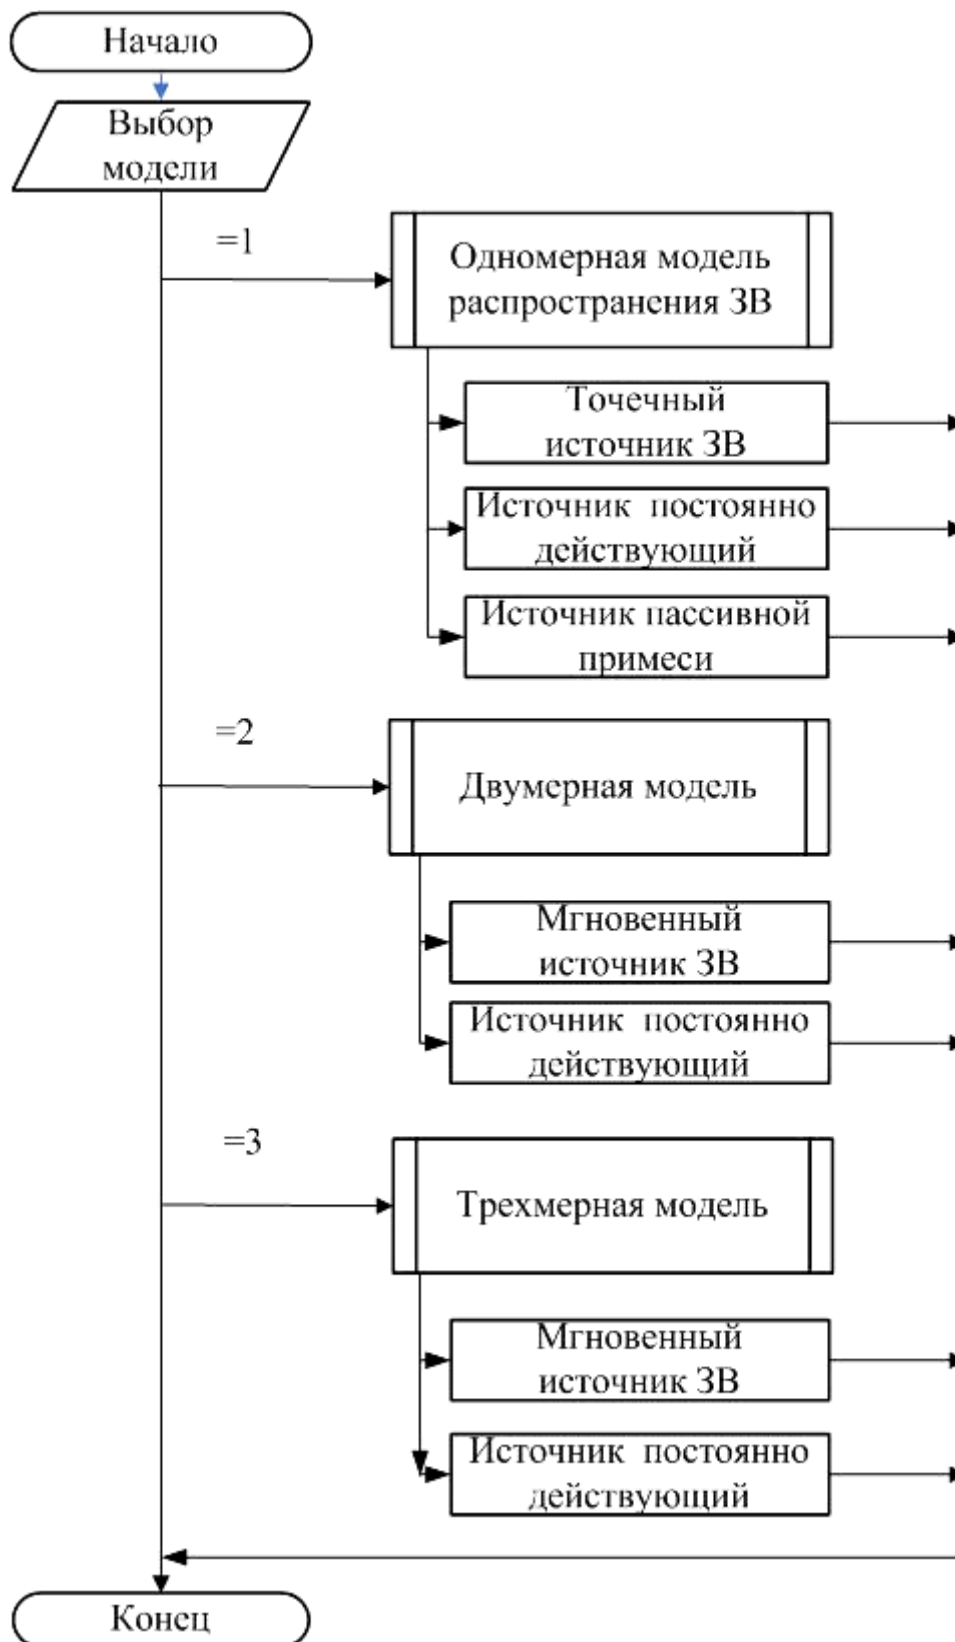 Начало
Выбор
модели
=1
Одномерная модель
распространения ЗВ
Точечный
источник ЗВ
Источник постоянно
действующий
Источник пассивной
примеси
=2
Двумерная модель
Мгновенный
источник ЗВ
Источник постоянно
действующий
=3
Трехмерная модель
Мгновенный
источник ЗВ
Источник постоянно
действующий
Конец